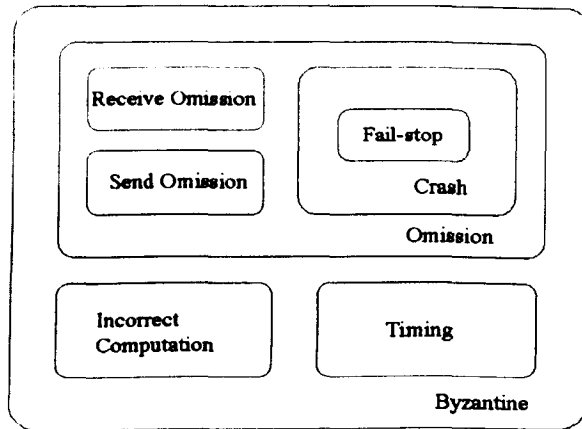 Receive Omission
Fail-stop
Send Omission
Crash
Omission
Incorrect
Computation
Timing
Byzantine